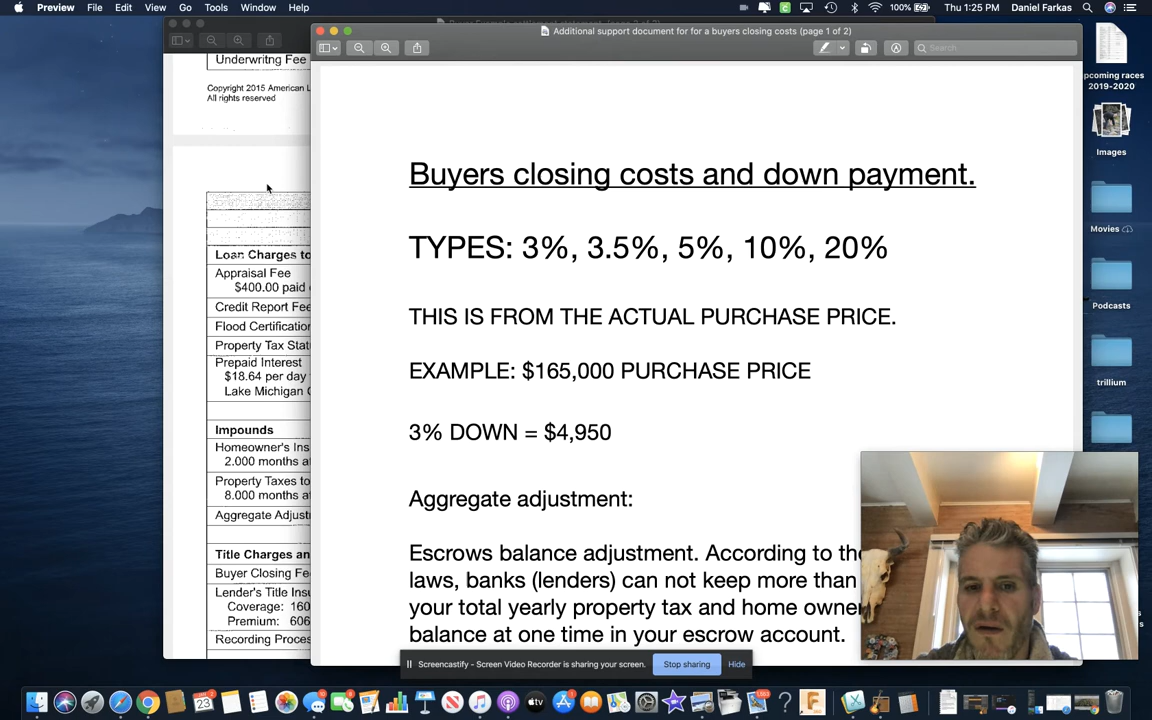 Preview File Edit View Go Tools Window Help
100% Thu 1:25 PM Daniel Farkas
Additional support document for for a buyers closing costs (page 1 of 2)
Search
Underwritng Fee
Copyright 2015 American L
All rights reserved
Loan Charges to
Appraisal Fee
$400.00 paid
Credit Report Fe
Flood Certification
Property Tax Stat
Prepaid Interest
$18.64 per day
Lake Michigan
Impounds
Homeowner's Ins
2.000 months a
Property Taxes to
8.000 months a
Aggregate Adjust
Title Charges an
Buyer Closing Fe
Lender's Title Insu
Coverage: 160
Premium: 606
Recording Proces
Buyers closing costs and down payment.
TYPES: 3%, 3.5%, 5%, 10%, 20%
THIS IS FROM THE ACTUAL PURCHASE PRICE.
EXAMPLE: $165,000 PURCHASE PRICE
3% DOWN = $4,950
Aggregate adjustment:
Escrows balance adjustment. According to the
laws, banks (lenders) can not keep more than
your total yearly property tax and home owner
balance at one time in your escrow account.
pcoming races
2019-2020
Images
Movies
Podcasts
trillium
Screencastify - Screen Video Recorder is sharing your screen.
Stop sharing
Hide